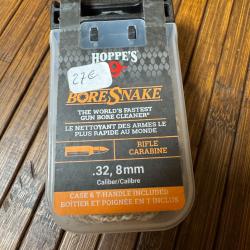 HOPPE'S
9
27€
BORESNAKE
THE WORLD'S FASTEST
GUN BORE CLEANER
LE NETTOYANT DES ARMES LE
PLUS RAPIDE AU MONDE
RIFLE
CARABINE
.32, 8mm
Caliber/Calibre
CASE & T-HANDLE INCLUDED
BOÎTIER ET POIGNÉE EN T INCLUS